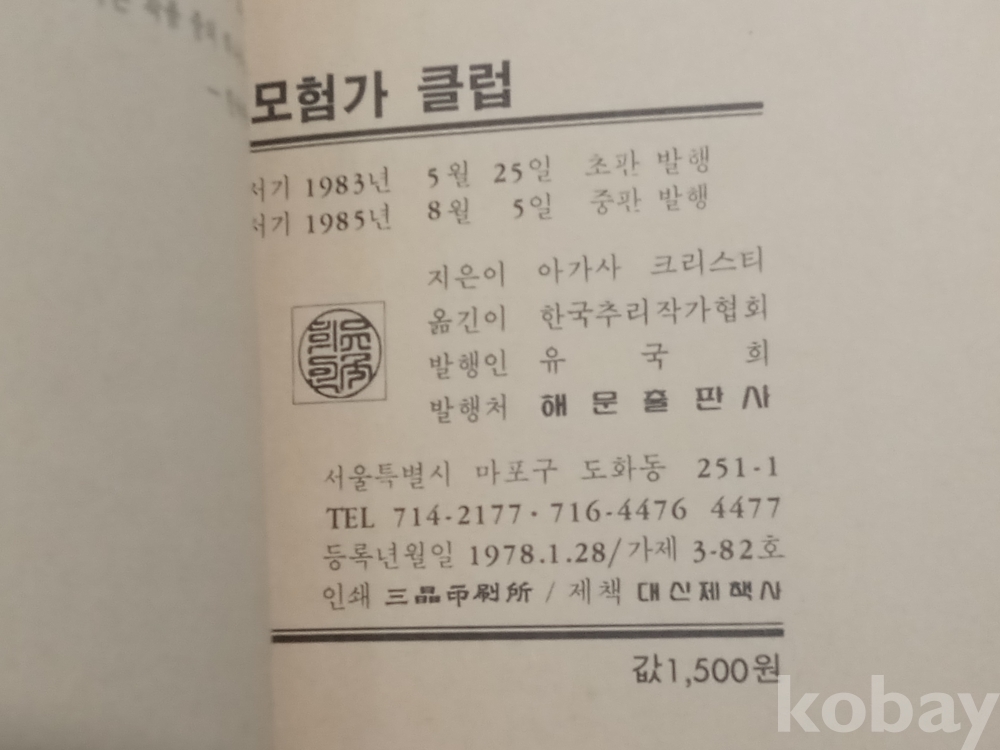 모험가 클럽
서기 1983년 5월 25일 초판 발행
서기 1985년 8월 5일 중판 발행
지은이 아가사 크리스티
옮긴이 한국추리작가협회
발행인 유국희
발행처 해문출판사
서울특별시 마포구 도화동 251-1
TEL 714-2177·716-4476 4477
등록년월일 1978.1.28/가제 3-82호
인쇄 三晶印刷所 / 제책 대신제책사
값1,500원
kobay